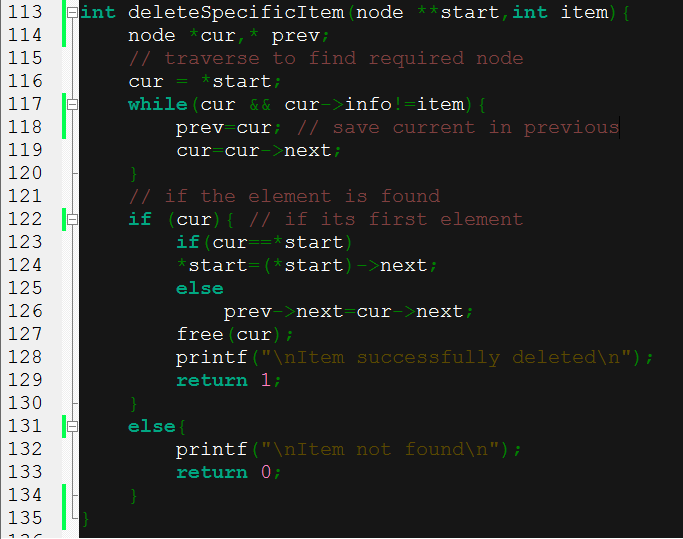 113 int deleteSpecificItem(node **start,int item){
114     node *cur,* prev;
115     // traverse to find required node
116     cur = *start;
117     while(cur && cur->info!=item){
118         prev=cur; // save current in previous
119         cur=cur->next;
120     }
121     // if the element is found
122     if (cur){ // if its first element
123         if(cur==*start)
124         *start=(*start)->next;
125         else
126             prev->next=cur->next;
127         free(cur);
128         printf("\nItem successfully deleted\n");
129         return 1;
130     }
131     else{
132         printf("\nItem not found\n");
133         return 0;
134     }
135 }